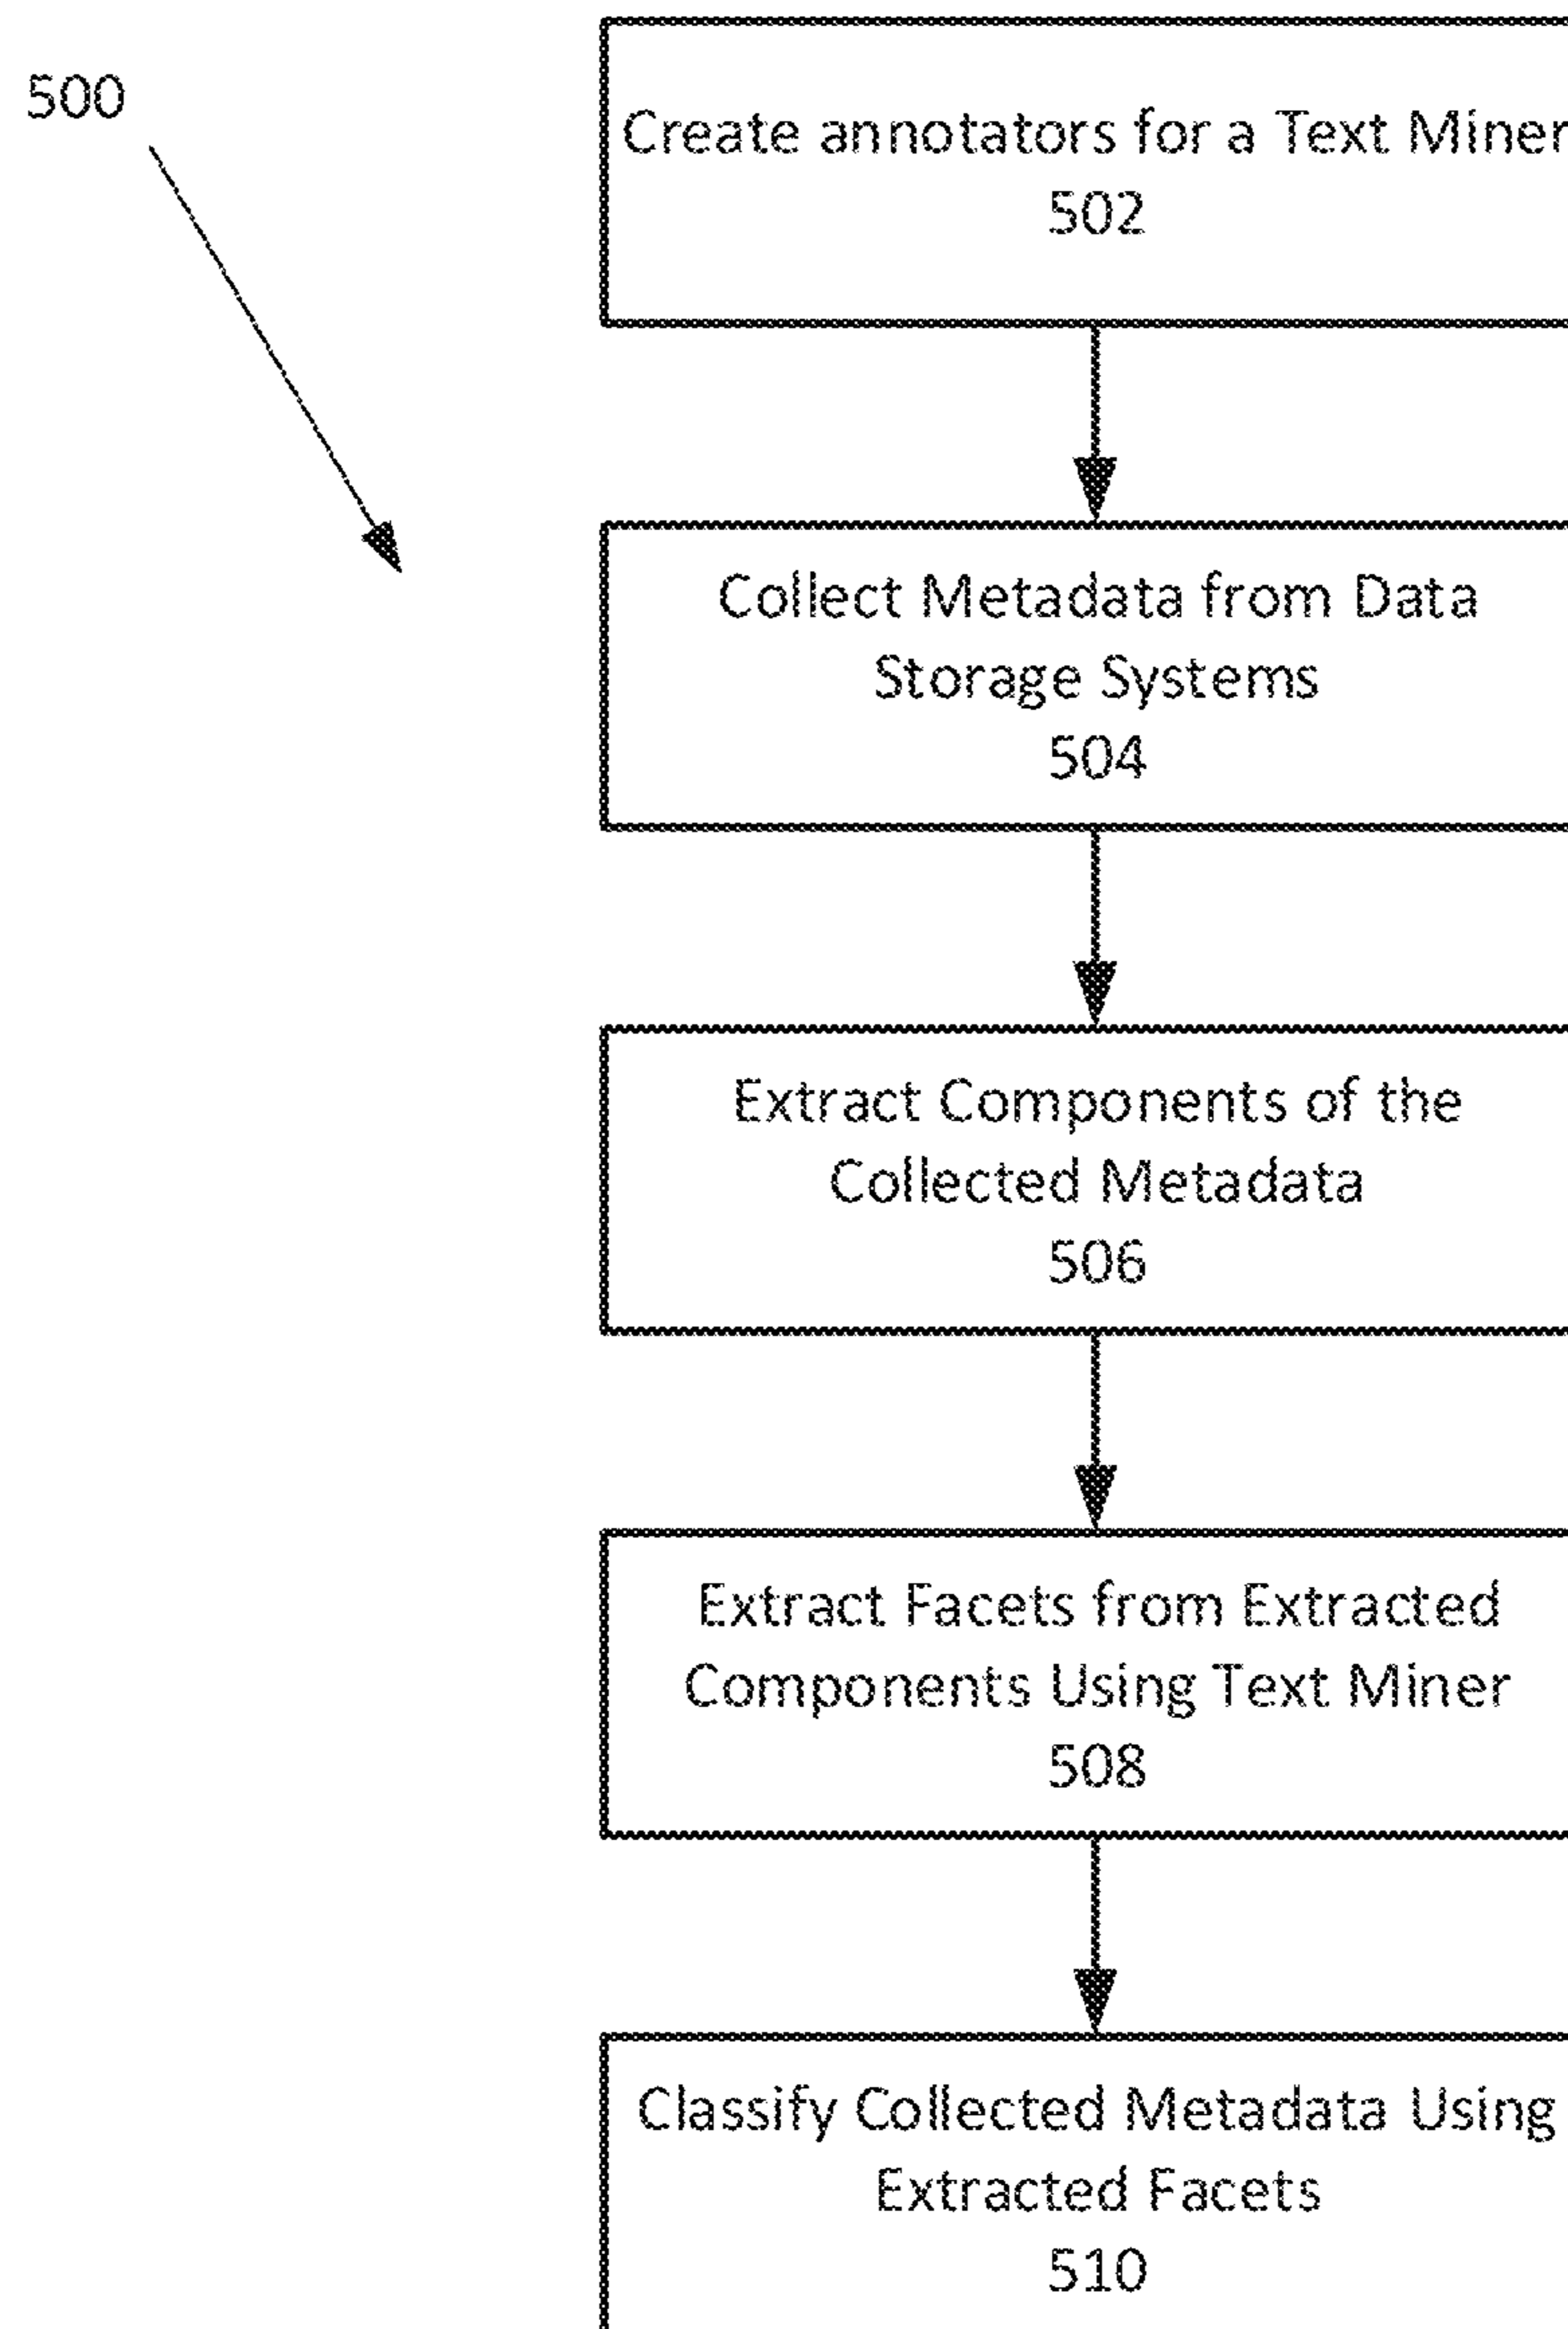 500
Create annotators for a Text Miner
502
Collect Metadata from Data
Storage Systems
504
Extract Components of the
Collected Metadata
506
Extract Facets from Extracted
Components Using Text Miner
508
Classify Collected Metadata Using
Extracted Facets
510